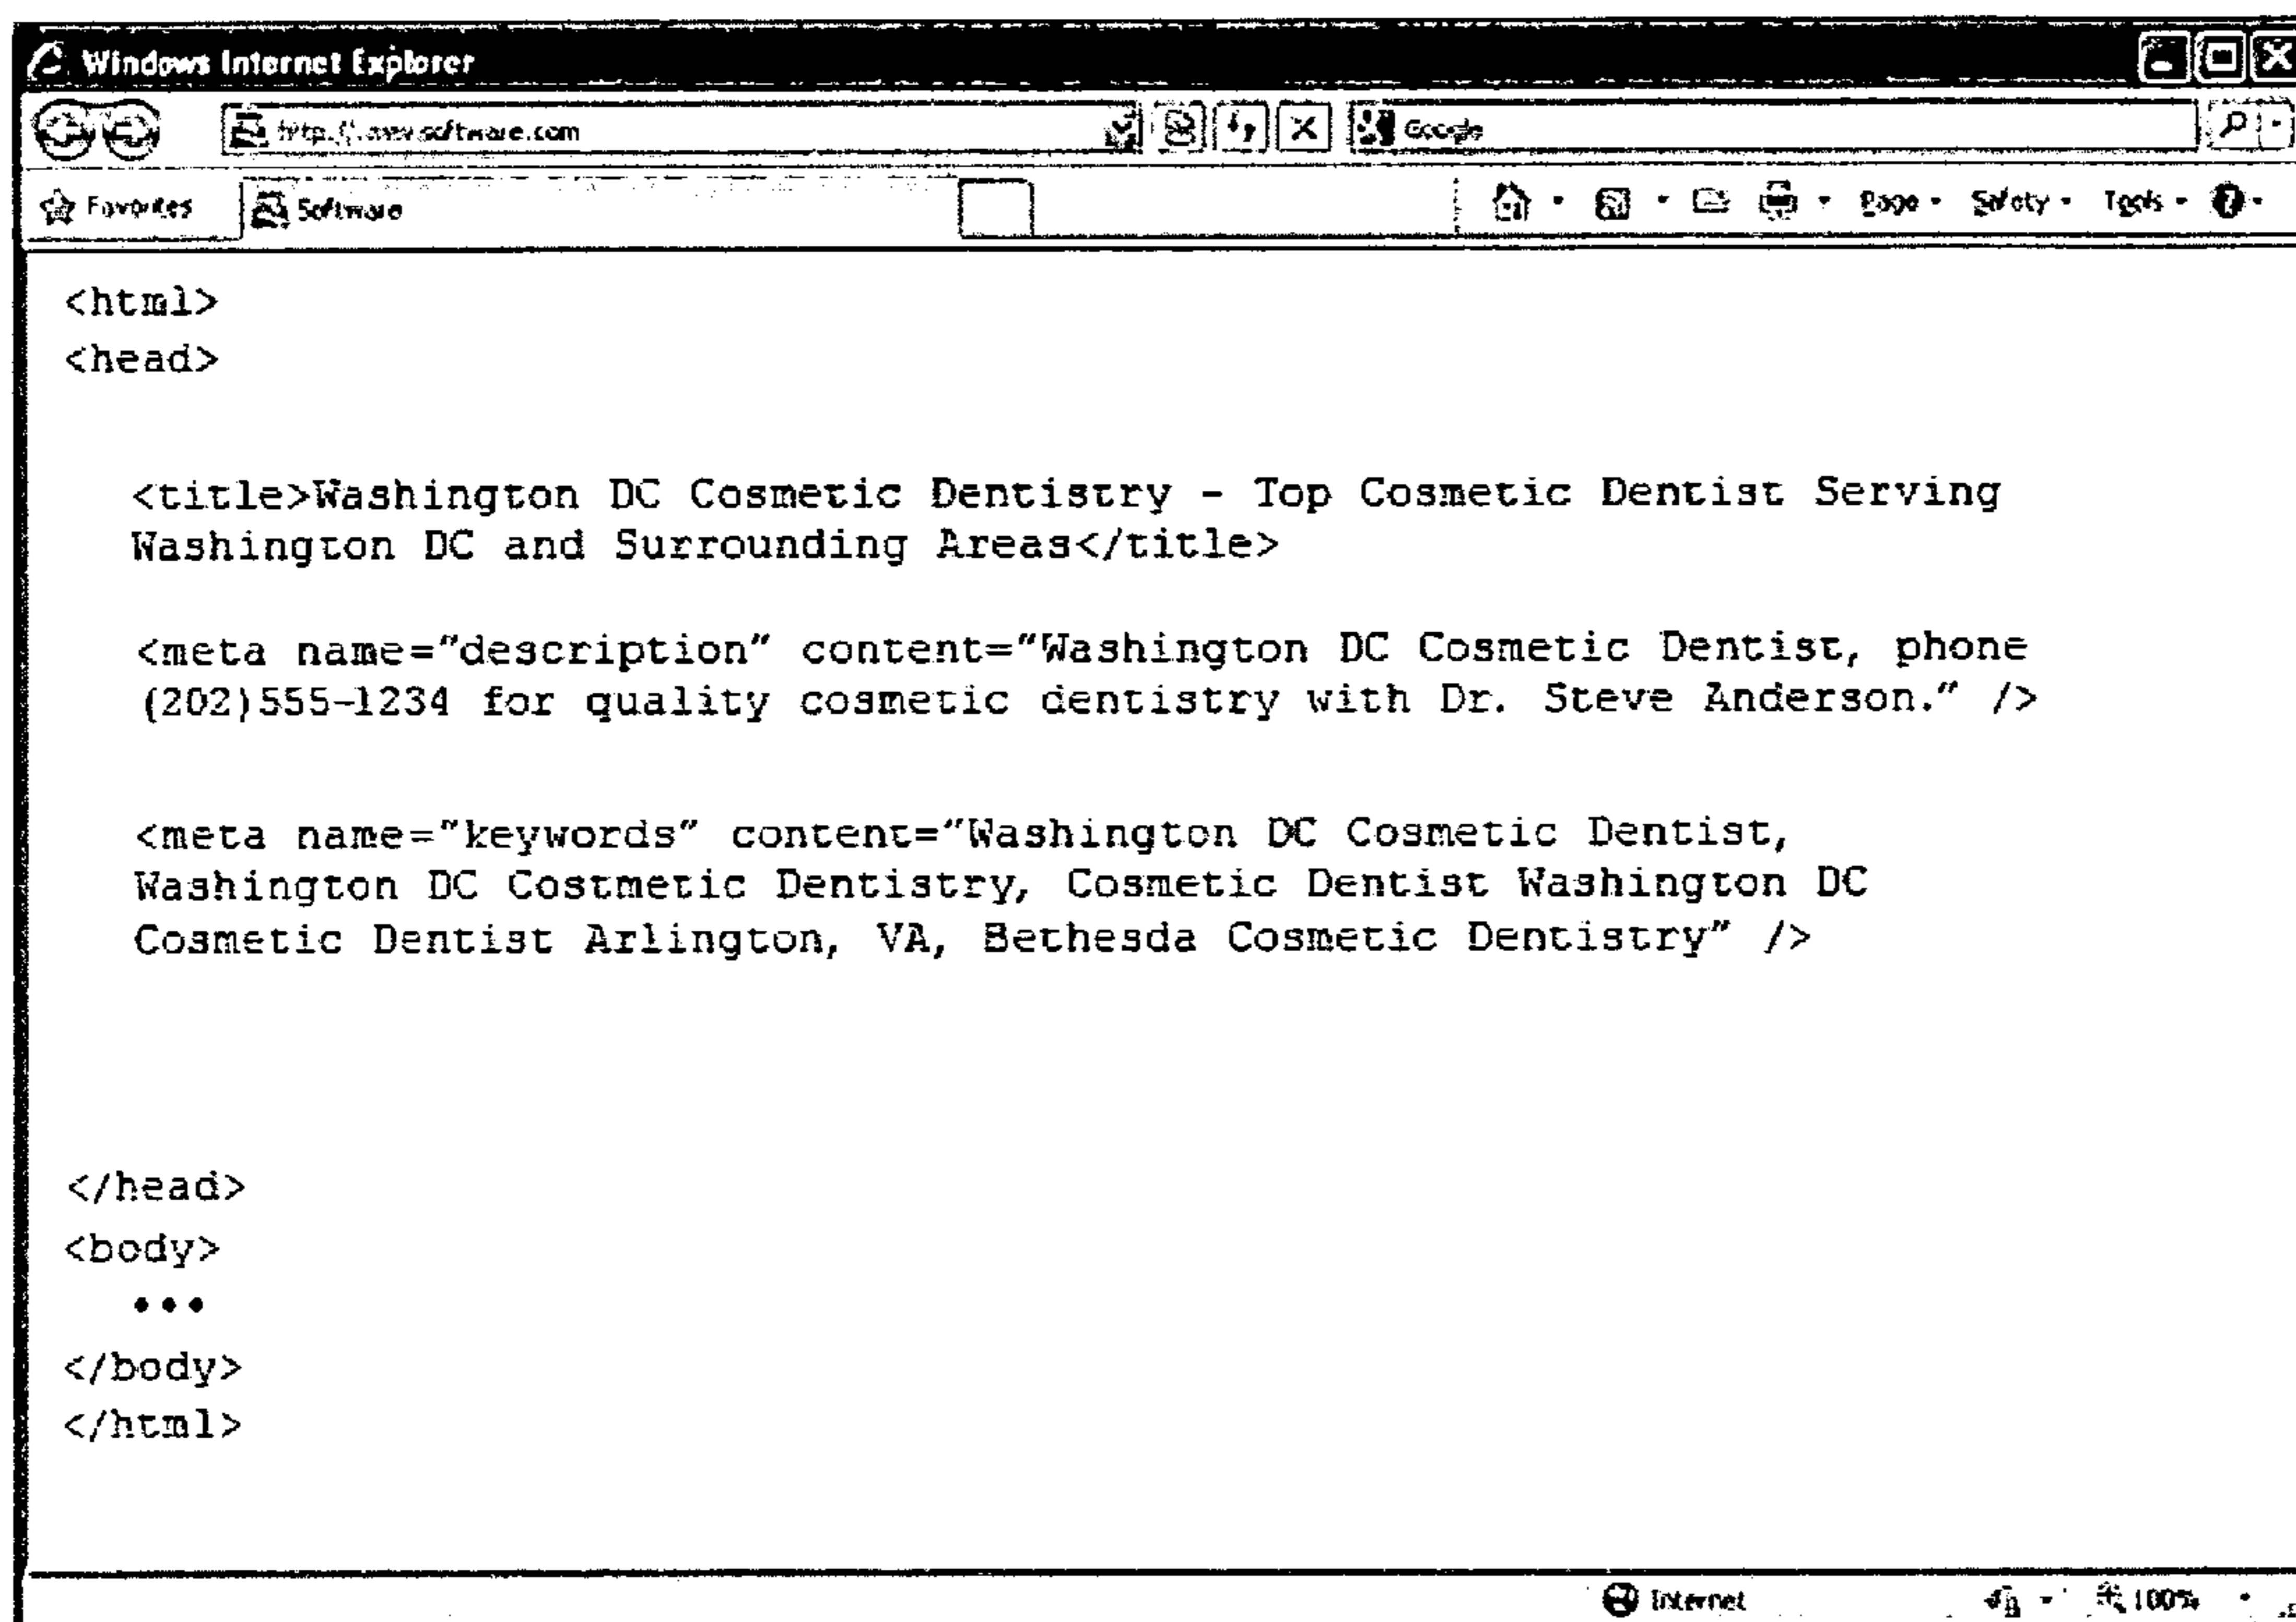 Windows Internet Explorer
software.com
Google
Favorites Software Page Safety Tools
<html>
<head>
<title>Washington DC Cosmetic Dentistry - Top Cosmetic Dentist Serving
Washington DC and Surrounding Areas</title>
<meta name="description" content="Washington DC Cosmetic Dentist, phone
(202)555-1234 for quality cosmetic dentistry with Dr. Steve Anderson." />
<meta name="keywords" content="Washington DC Cosmetic Dentist,
Washington DC Costmetic Dentistry, Cosmetic Dentist Washington DC
Cosmetic Dentist Arlington, VA, Bethesda Cosmetic Dentistry" />
</head>
<body>
•••
</body>
</html>
Internet 100%